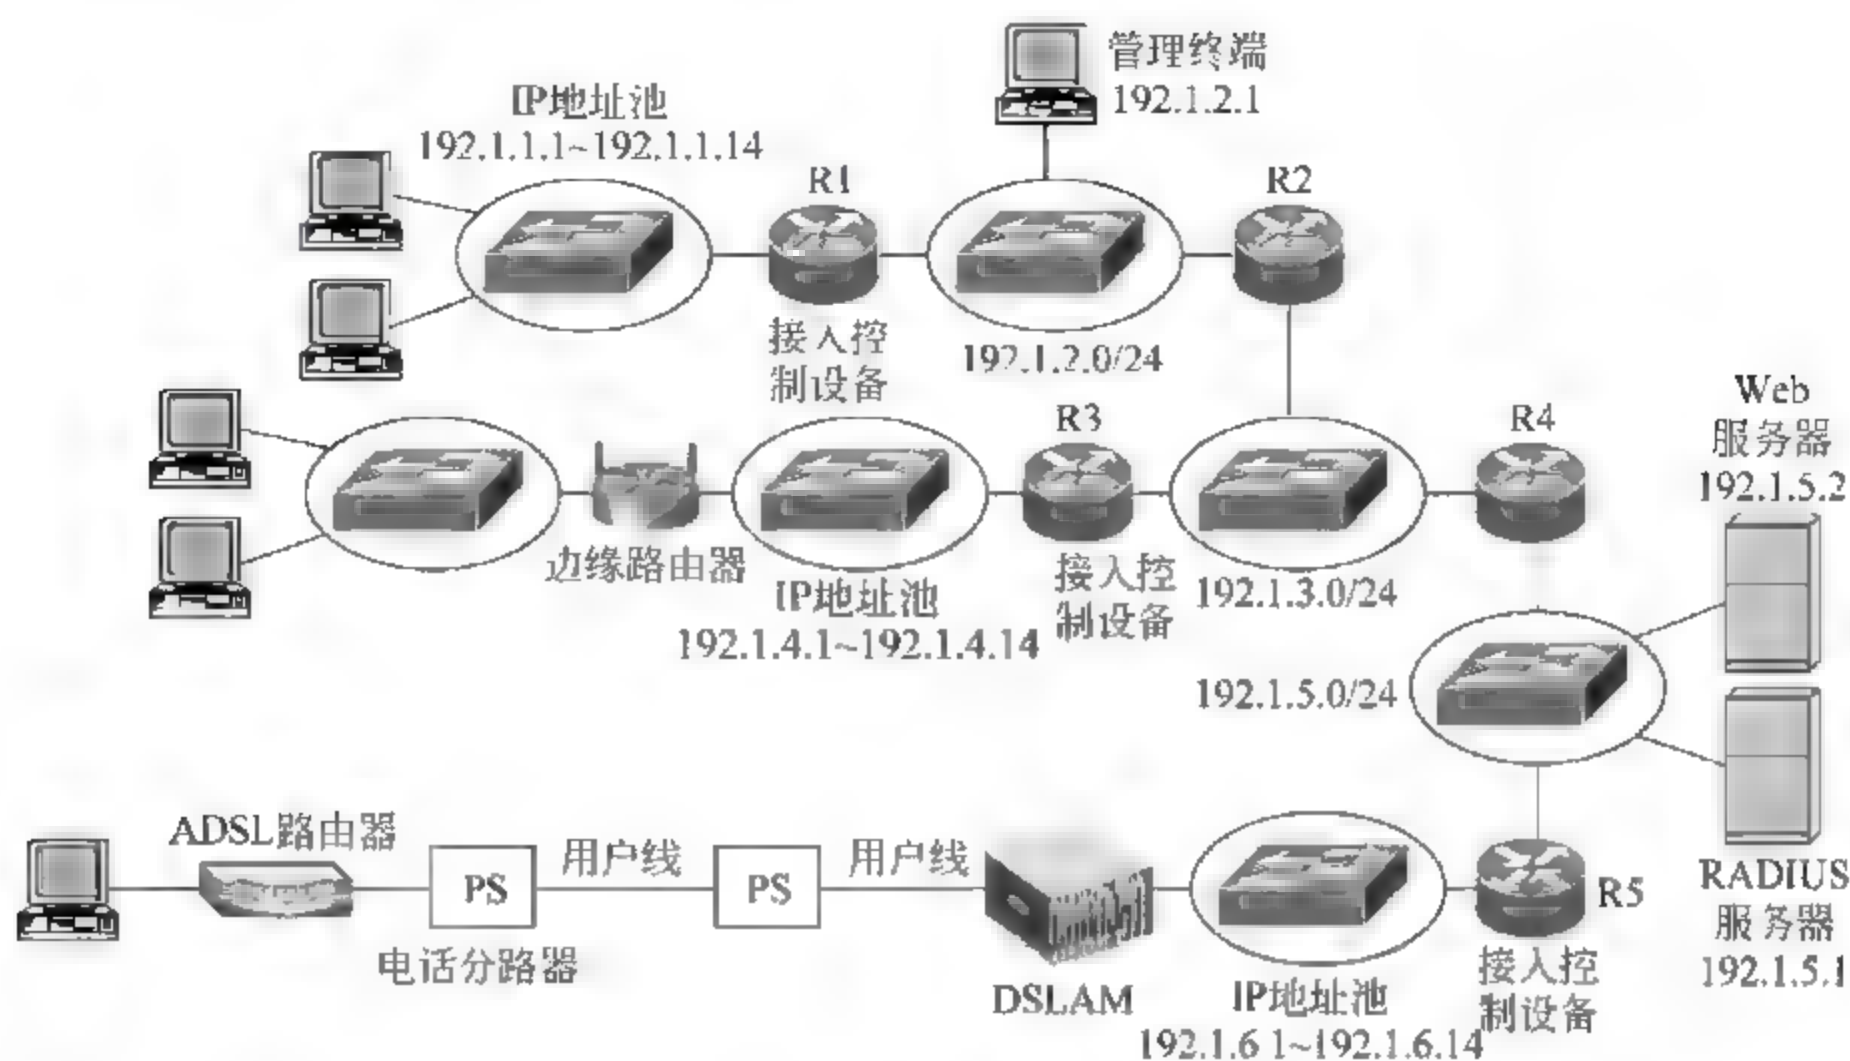 管理终端
192.1.2.1
IP地址池
192.1.1.1~192.1.1.14
R1
R2
接入控
制设备
192.1.2.0/24
Web
服务器
192.1.5.2
R3
R4
边缘路由器
IP地址池
192.1.4.1~192.1.4.14
接入控
制设备
192.1.3.0/24
192.1.5.0/24
ADSL路由器
PS
用户线
PS
用户线
电话分路器
DSLAM
IP地址池
192.1.6 1~192.1.6.14
R5
接入控
制设备
RADIUS
服务器
192.1.5.1